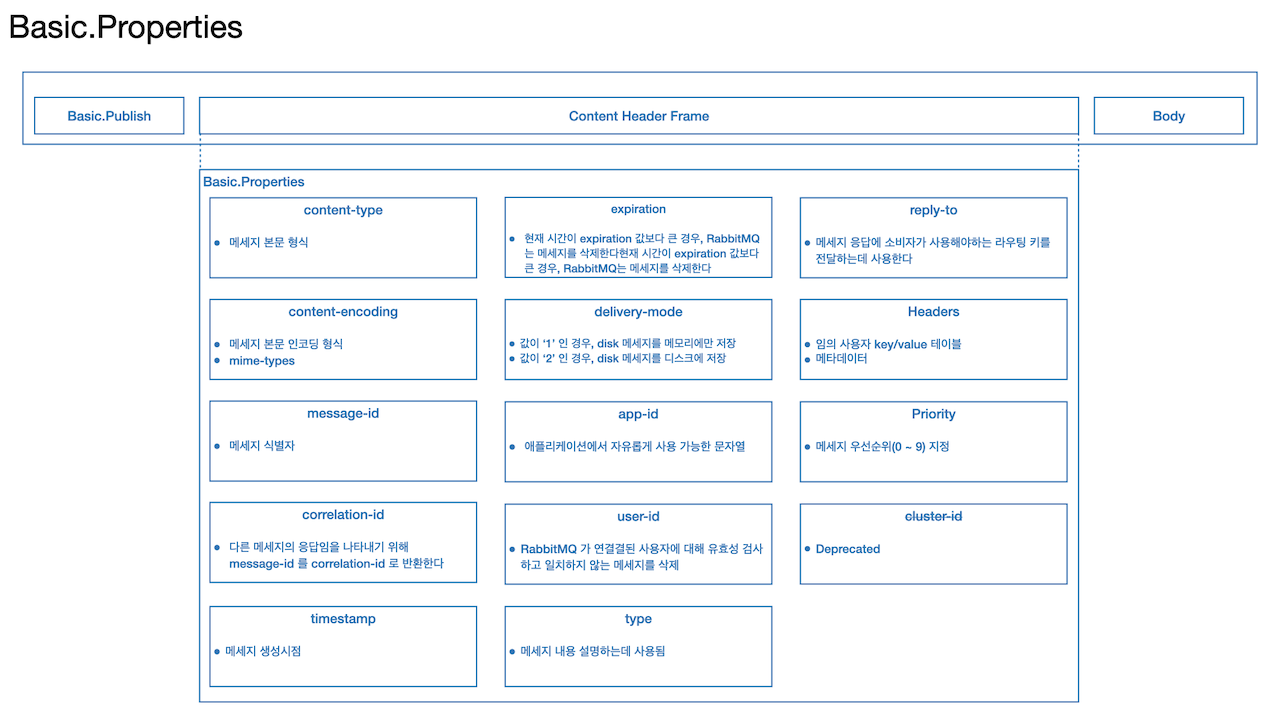 Basic.Properties
Basic.Publish
Content Header Frame
Body
Basic.Properties
content-type
• 메세지 본문 형식
expiration
• 현재 시간이 expiration 값보다 큰 경우, RabbitMQ
는 메세지를 삭제한다현재 시간이 expiration 값보다
큰 경우, RabbitMQ는 메세지를 삭제한다
reply-to
• 메세지 응답에 소비자가 사용해야하는 라우팅 키를
전달하는데 사용한다
content-encoding
• 메세지 본문 인코딩 형식
• mime-types
delivery-mode
• 값이 ‘1’ 인 경우, disk 메세지를 메모리에만 저장
• 값이 ‘2’ 인 경우, disk 메세지를 디스크에 저장
Headers
• 임의 사용자 key/value 테이블
• 메타데이터
message-id
• 메세지 식별자
app-id
• 애플리케이션에서 자유롭게 사용 가능한 문자열
Priority
• 메세지 우선순위(0 ~ 9) 지정
correlation-id
• 다른 메세지의 응답임을 나타내기 위해
message-id 를 correlation-id 로 반환한다
user-id
• RabbitMQ 가 연결결된 사용자에 대해 유효성 검사
하고 일치하지 않는 메세지를 삭제
cluster-id
• Deprecated
timestamp
• 메세지 생성시점
type
• 메세지 내용 설명하는데 사용됨